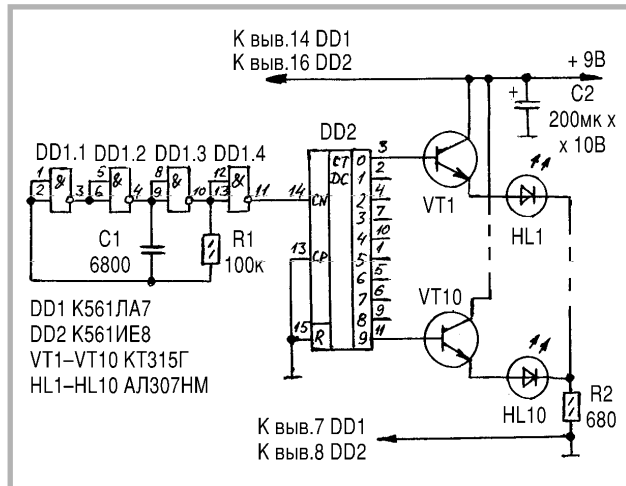 К выв.14 DD1
К выв.16 DD2
+ 9В
+
C2
200мк x
x 10В
DD2
DD1.1
DD1.2
DD1.3
DD1.4
1
2
&
3
5
6
&
4
8
9
&
10
12
13
&
11
14
CN
13
CP
15
R
CT
DC
0
3
1
2
2
4
3
7
4
10
5
1
6
5
7
6
8
9
9
11
VT1
HL1
C1
6800
R1
100к
VT10
HL10
R2
680
DD1 К561ЛА7
DD2 К561ИЕ8
VT1–VT10 КТ315Г
HL1–HL10 АЛ307НМ
К выв.7 DD1
К выв.8 DD2